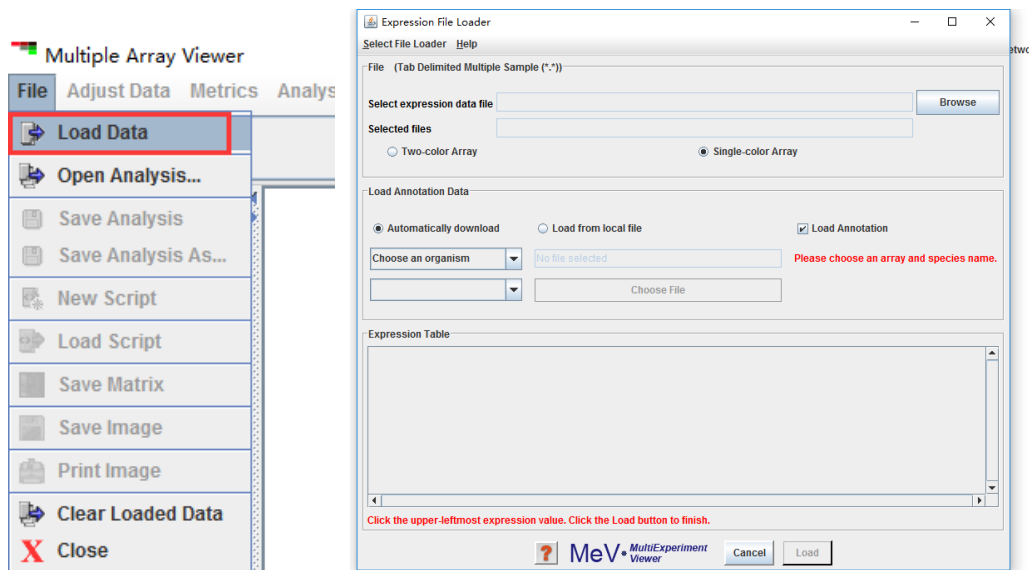 Multiple Array Viewer
File Adjust Data Metrics Analys
Load Data
Open Analysis...
Save Analysis
Save Analysis As...
New Script
Load Script
Save Matrix
Save Image
Print Image
Clear Loaded Data
Close
Expression File Loader
Select File Loader Help
File (Tab Delimited Multiple Sample (*.*))
Select expression data file
Browse
Selected files
Two-color Array
Single-color Array
Load Annotation Data
Automatically download
Load from local file
Load Annotation
Choose an organism
No file selected
Please choose an array and species name.
Choose File
Expression Table
Click the upper-leftmost expression value. Click the Load button to finish.
MeV MultiExperiment
Viewer
Cancel
Load
etwo